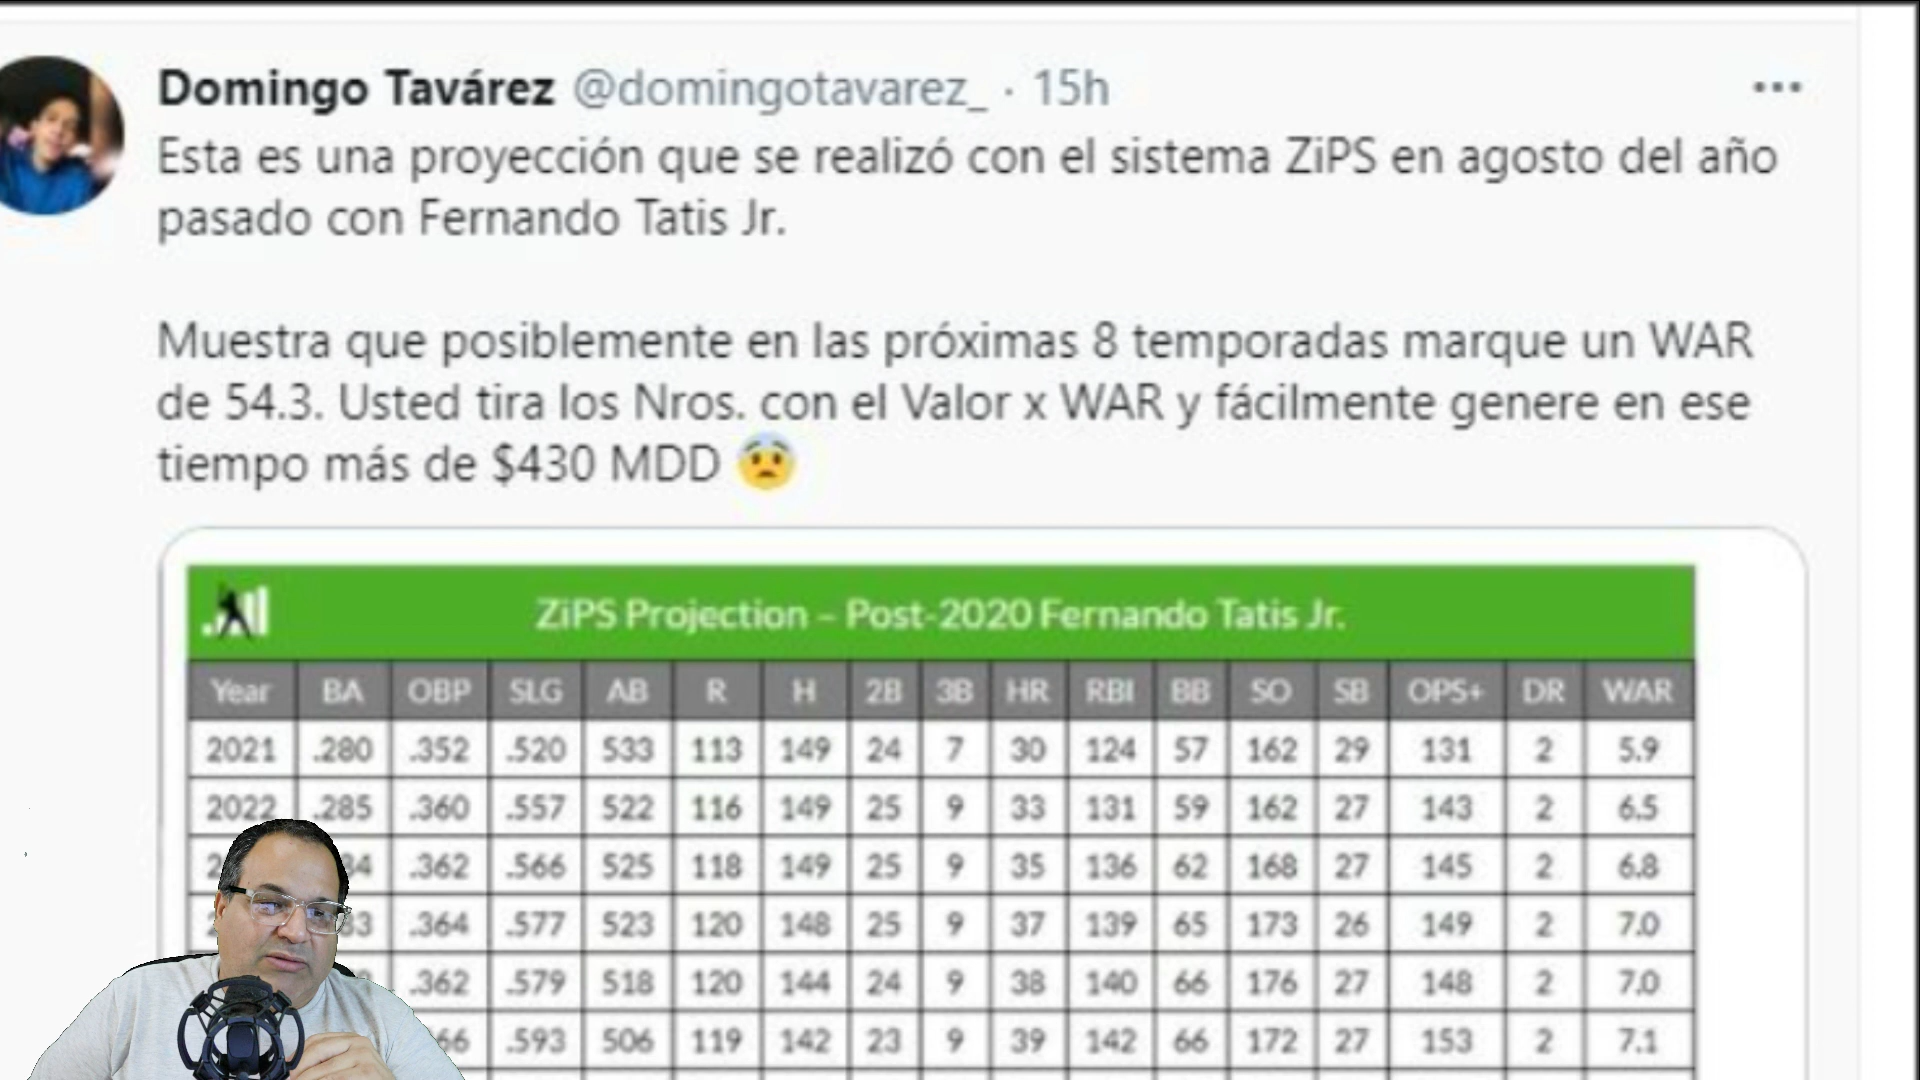 Domingo Tavárez @domingotavarez_ · 15h
Esta es una proyección que se realizó con el sistema ZiPS en agosto del año
pasado con Fernando Tatis Jr.
Muestra que posiblemente en las próximas 8 temporadas marque un WAR
de 54.3. Usted tira los Nros. con el Valor x WAR y fácilmente genere en ese
tiempo más de $430 MDD 😨
ZiPS Projection – Post-2020 Fernando Tatis Jr.
Year BA OBP SLG AB R H 2B 3B HR RBI BB SO SB OPS+ DR WAR
2021 .280 .352 .520 533 113 149 24 7 30 124 57 162 29 131 2 5.9
2022 .285 .360 .557 522 116 149 25 9 33 131 59 162 27 143 2 6.5
.362 .566 525 118 149 25 9 35 136 62 168 27 145 2 6.8
.364 .577 523 120 148 25 9 37 139 65 173 26 149 2 7.0
.362 .579 518 120 144 24 9 38 140 66 176 27 148 2 7.0
.593 506 119 142 23 9 39 142 66 172 27 153 2 7.1